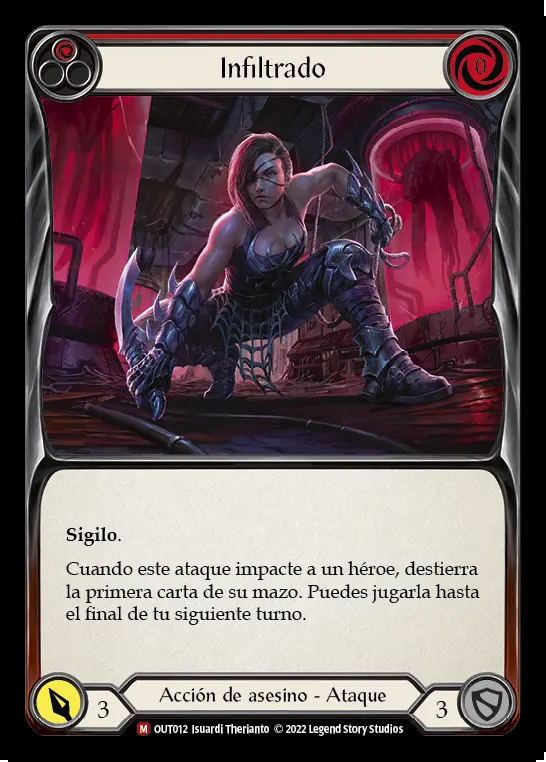 Infiltrado
0
Sigilo.
Cuando este ataque impacte a un héroe, destierra
la primera carta de su mazo. Puedes jugarla hasta
el final de tu siguiente turno.
3
Acción de asesino - Ataque
3
M OUT012 Isuardi Therianto © 2022 Legend Story Studios